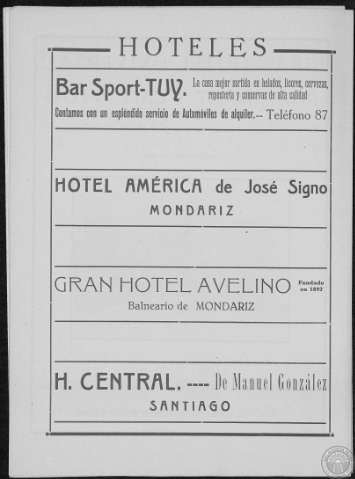 HOTELES
Bar Sport-TUY. La casa mejor surtida en helados, licores, cervezas,
repostería y conservas de alta calidad
Contamos con un espléndido servicio de Automóviles de alquiler.-- Teléfono 87
HOTEL AMÉRICA de José Signo
MONDARIZ
GRAN HOTEL AVELINO Fundado
en 1892
Balneario de MONDARIZ
H. CENTRAL. ---- De Manuel González
SANTIAGO